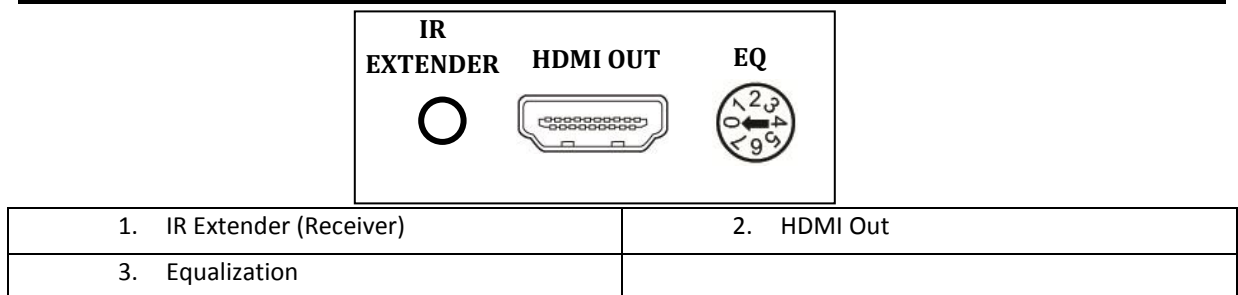 IR
EXTENDER HDMI OUT EQ
0 1 2 3 4 5 6 7
1. IR Extender (Receiver) 2. HDMI Out
3. Equalization